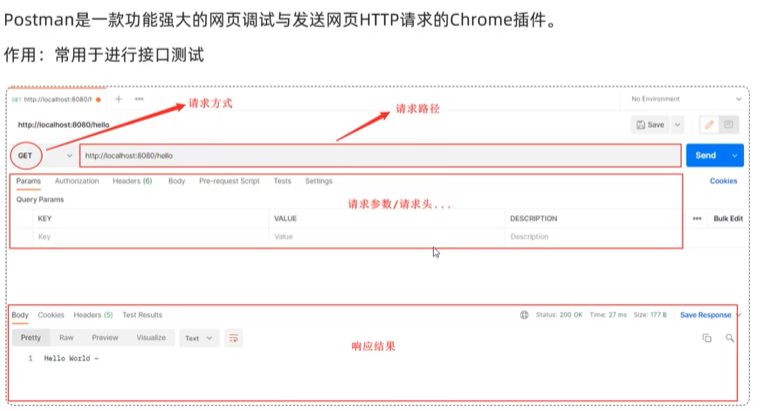 Postman是一款功能强大的网页调试与发送网页HTTP请求的Chrome插件。
作用：常用于进行接口测试
GET http://localhost:8080/h
No Environment
请求方式
请求路径
http://localhost:8080/hello
Save
GET http://localhost:8080/hello Send
Params Authorization Headers (6) Body Pre-request Script Tests Settings Cookies
Query Params
请求参数/请求头...
KEY VALUE DESCRIPTION ••• Bulk Edit
Key Value Description
Body Cookies Headers (5) Test Results Status: 200 OK Time: 27 ms Size: 177 B Save Response
Pretty Raw Preview Visualize Text
响应结果
1 Hello World ~